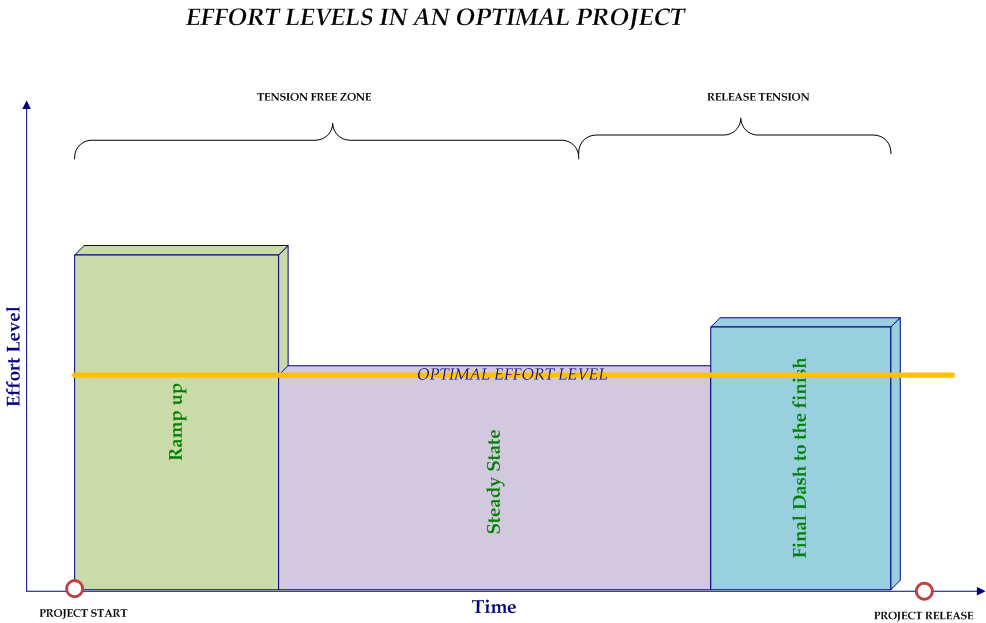 EFFORT LEVELS IN AN OPTIMAL PROJECT
TENSION FREE ZONE
RELEASE TENSION
Effort Level
OPTIMAL EFFORT LEVEL
Ramp up
Steady State
Final Dash to the finish
PROJECT START
Time
PROJECT RELEASE